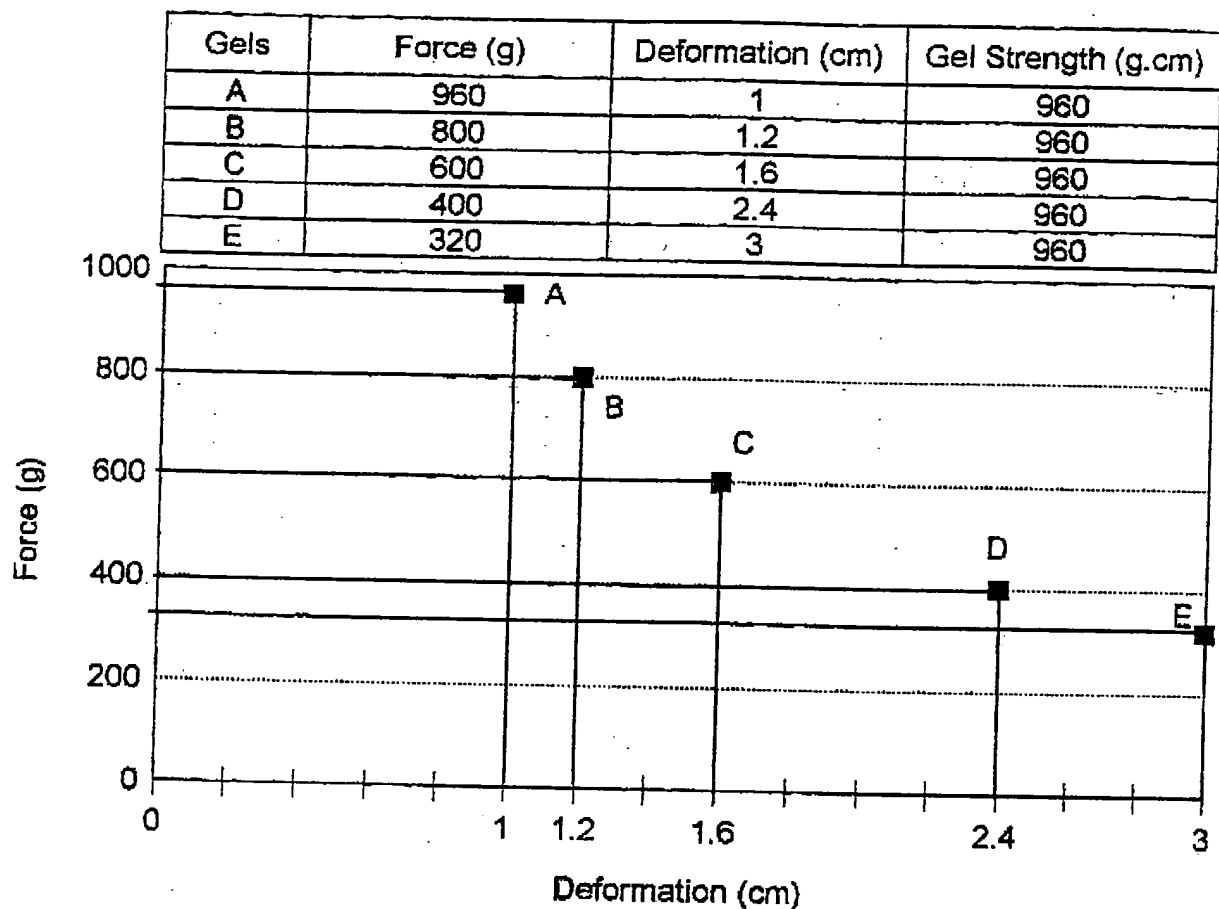 Gels Force (g) Deformation (cm) Gel Strength (g.cm)
A 960 1 960
B 800 1.2 960
C 600 1.6 960
D 400 2.4 960
E 320 3 960
1000
A
800
B
C
600
D
400
E
200
0
0 1 1.2 1.6 2.4 3
Force (g)
Deformation (cm)